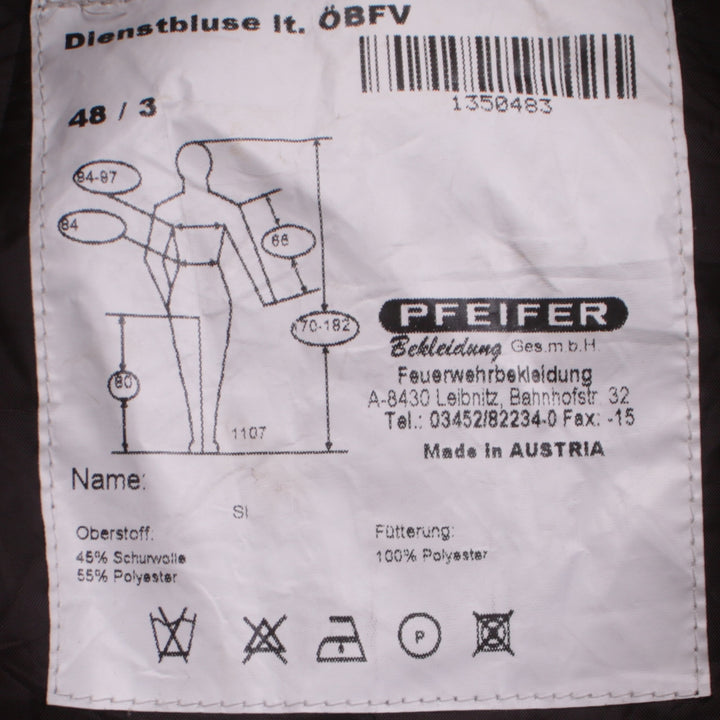 Dienstbluse lt. ÖBFV
1350483
48 / 3
94-97
84
66
170-182
80
1107
PFEIFER
Bekleidung Ges.m.b.H.
Feuerwehrbekleidung
A-8430 Leibnitz, Bahnhofstr. 32
Tel.: 03452/82234-0 Fax: -15
Made in AUSTRIA
Name:
SI
Oberstoff:
45% Schurwolle
55% Polyester
Fütterung:
100% Polyester
P